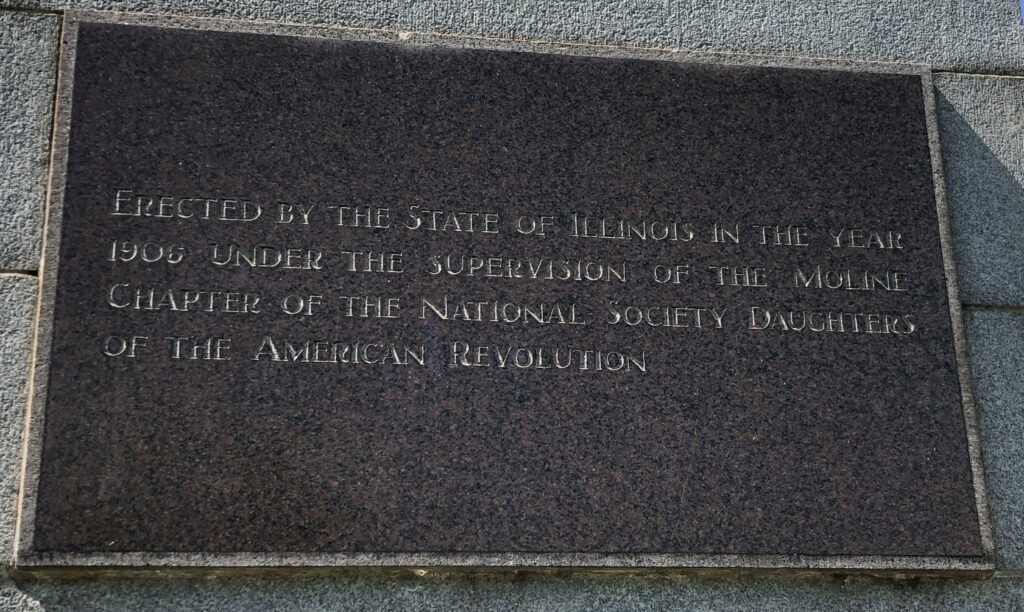 Erected by the State of Illinois in the year
1906 under the supervision of the Moline
Chapter of the National Society Daughters
of the American Revolution